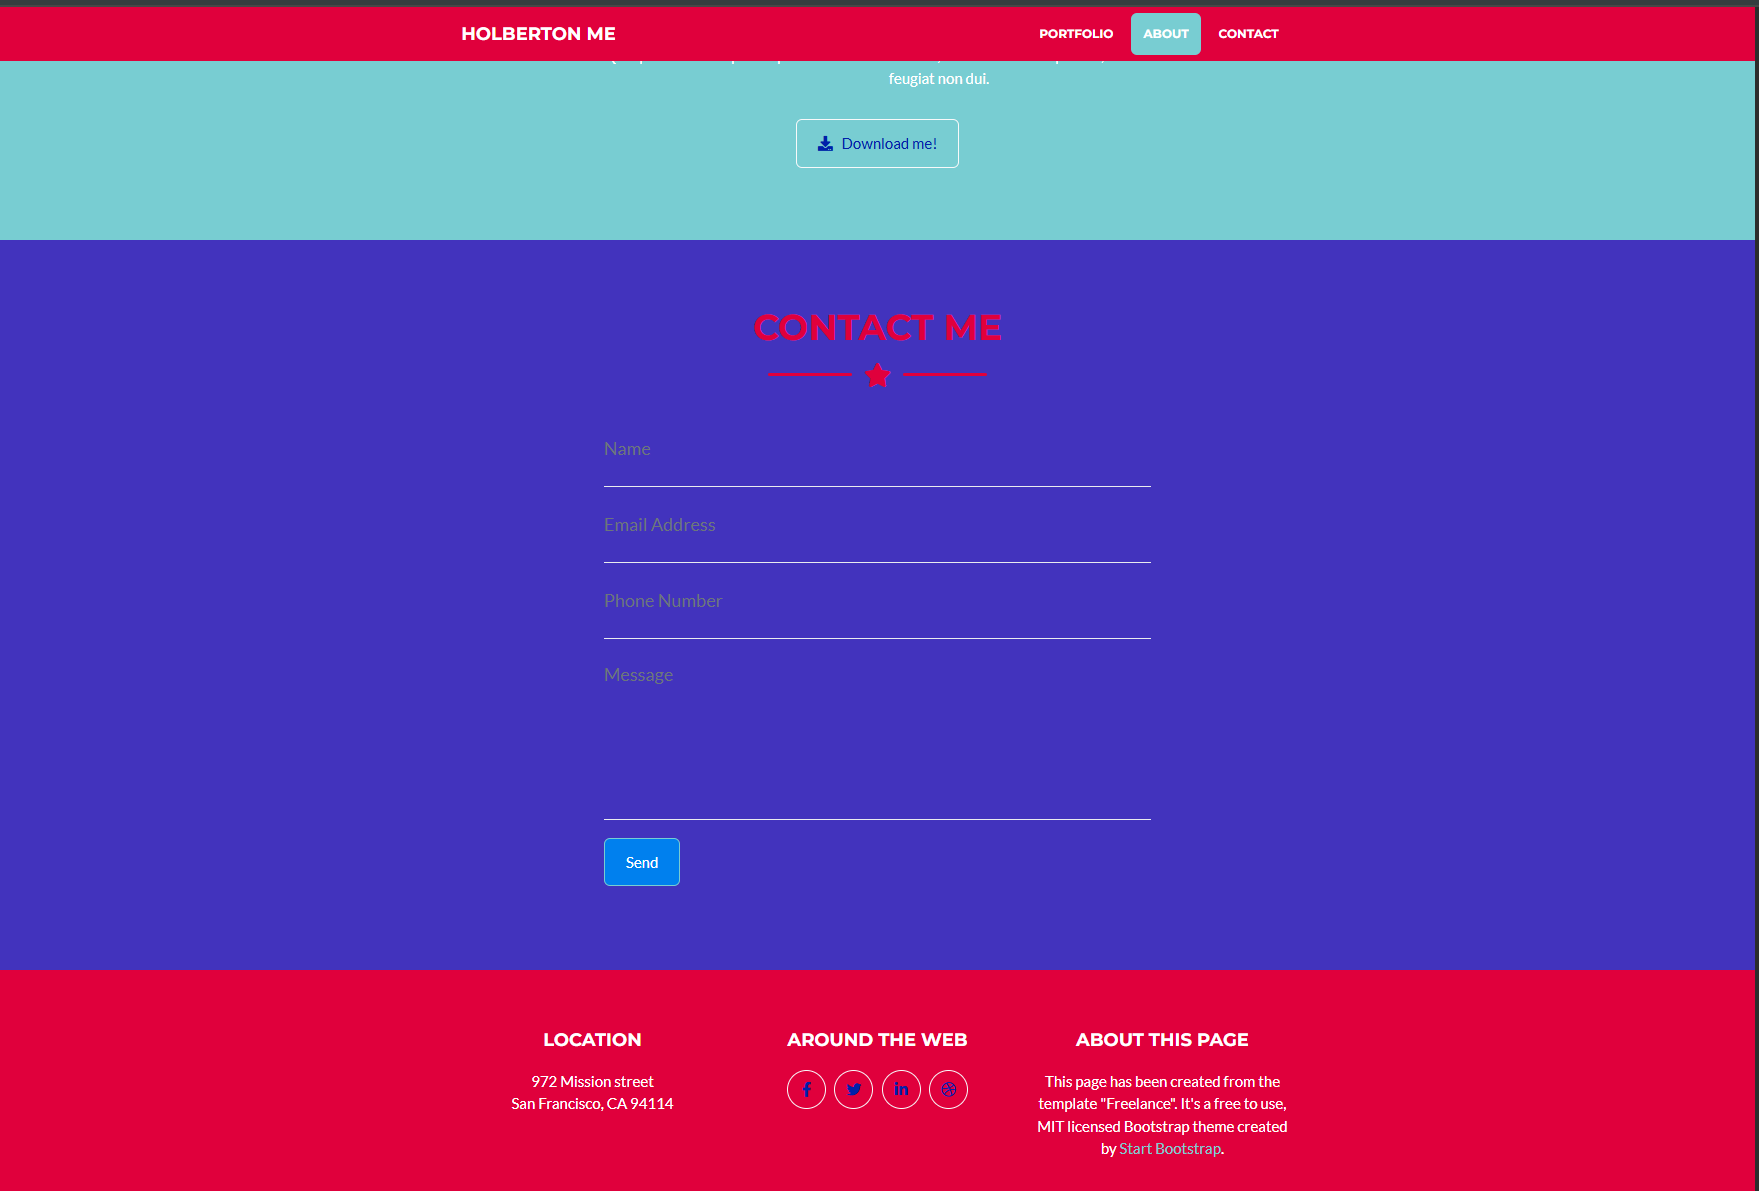 HOLBERTON ME
PORTFOLIO
ABOUT
CONTACT
feugiat non dui.
Download me!
CONTACT ME
Name
Email Address
Phone Number
Message
Send
LOCATION
972 Mission street
San Francisco, CA 94114
AROUND THE WEB
ABOUT THIS PAGE
This page has been created from the
template "Freelance". It's a free to use,
MIT licensed Bootstrap theme created
by Start Bootstrap.